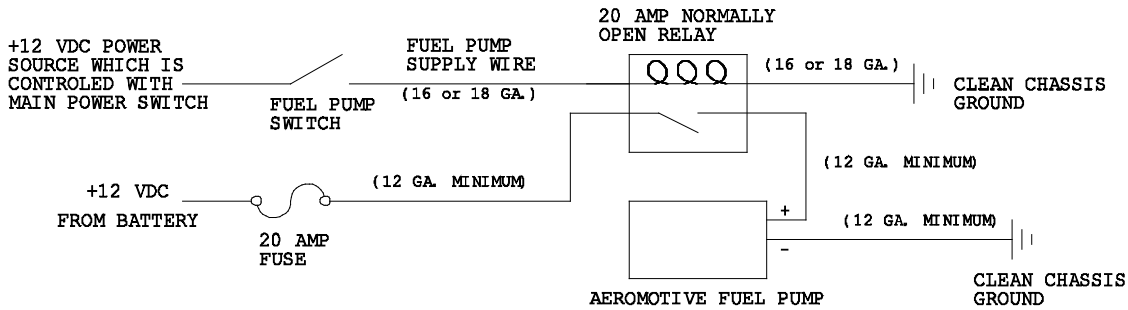 20 AMP NORMALLY
OPEN RELAY
+12 VDC POWER
SOURCE WHICH IS
CONTROLED WITH
MAIN POWER SWITCH
FUEL PUMP
SWITCH
FUEL PUMP
SUPPLY WIRE
(16 or 18 GA.)
(16 or 18 GA.)
CLEAN CHASSIS
GROUND
+12 VDC
FROM BATTERY
20 AMP
FUSE
(12 GA. MINIMUM)
(12 GA. MINIMUM)
+
-
(12 GA. MINIMUM)
CLEAN CHASSIS
GROUND
AEROMOTIVE FUEL PUMP